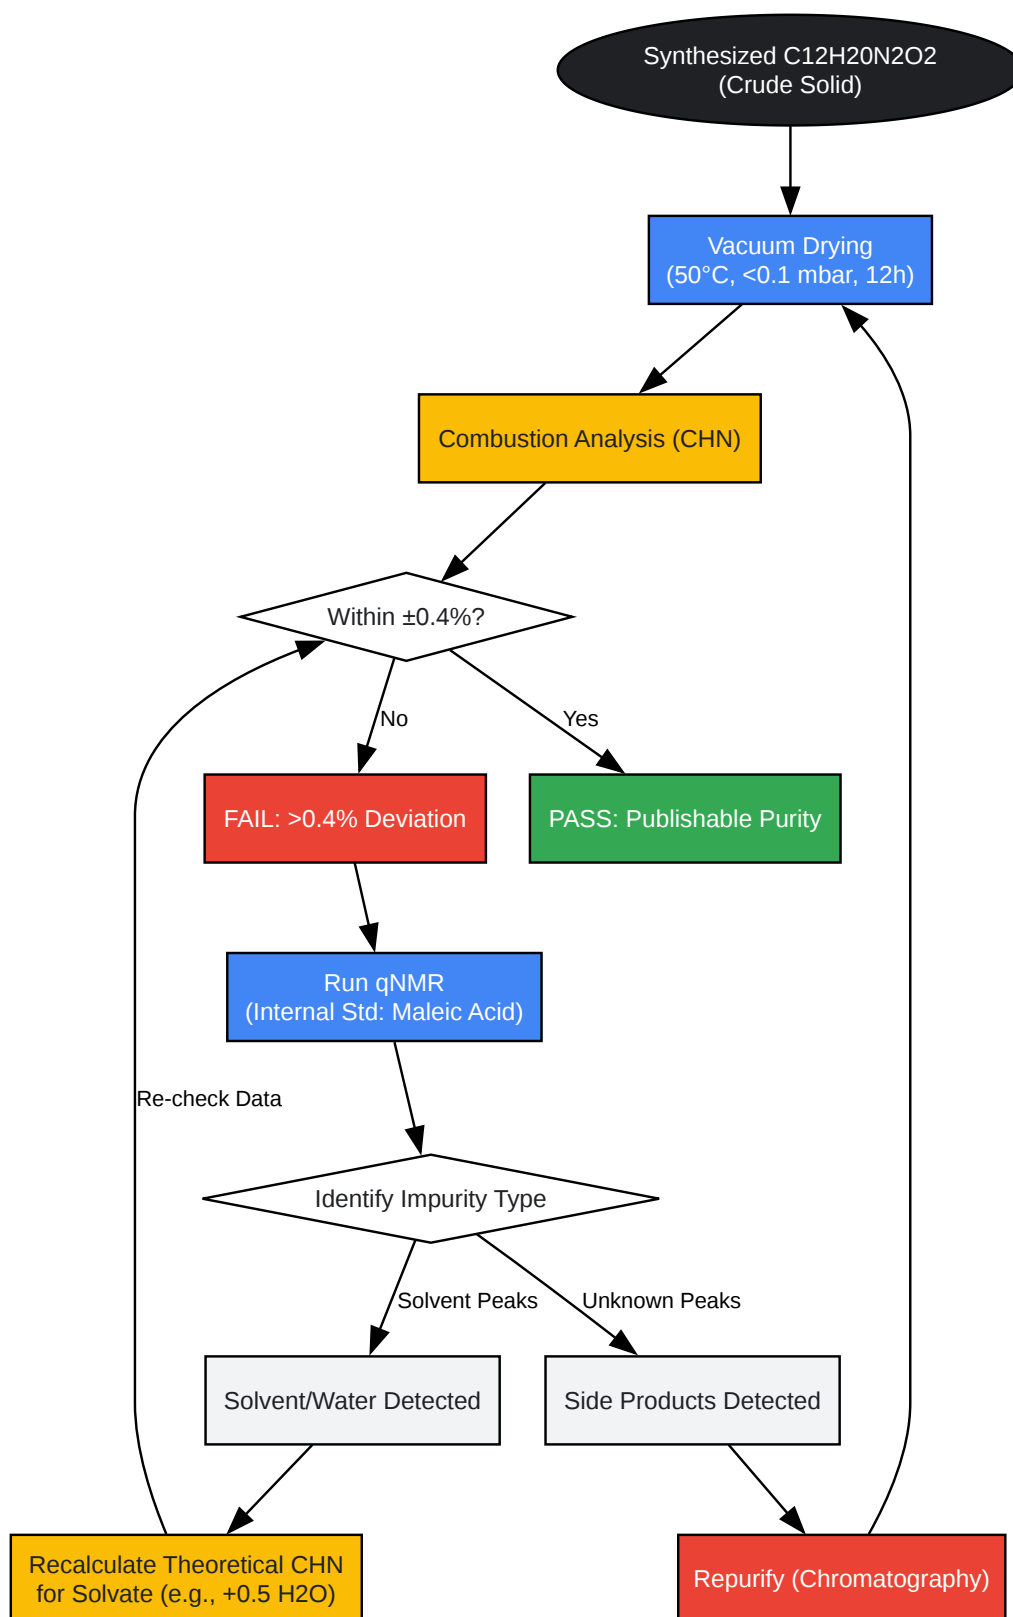 Synthesized C12H20N2O2
(Crude Solid)
Vacuum Drying
(50°C, <0.1 mbar, 12h)
Combustion Analysis (CHN)
Within ±0.4%?
No
Yes
FAIL: >0.4% Deviation
PASS: Publishable Purity
Run qNMR
(Internal Std: Maleic Acid)
Re-check Data
Identify Impurity Type
Solvent Peaks
Unknown Peaks
Solvent/Water Detected
Side Products Detected
Recalculate Theoretical CHN
for Solvate (e.g., +0.5 H2O)
Repurify (Chromatography)